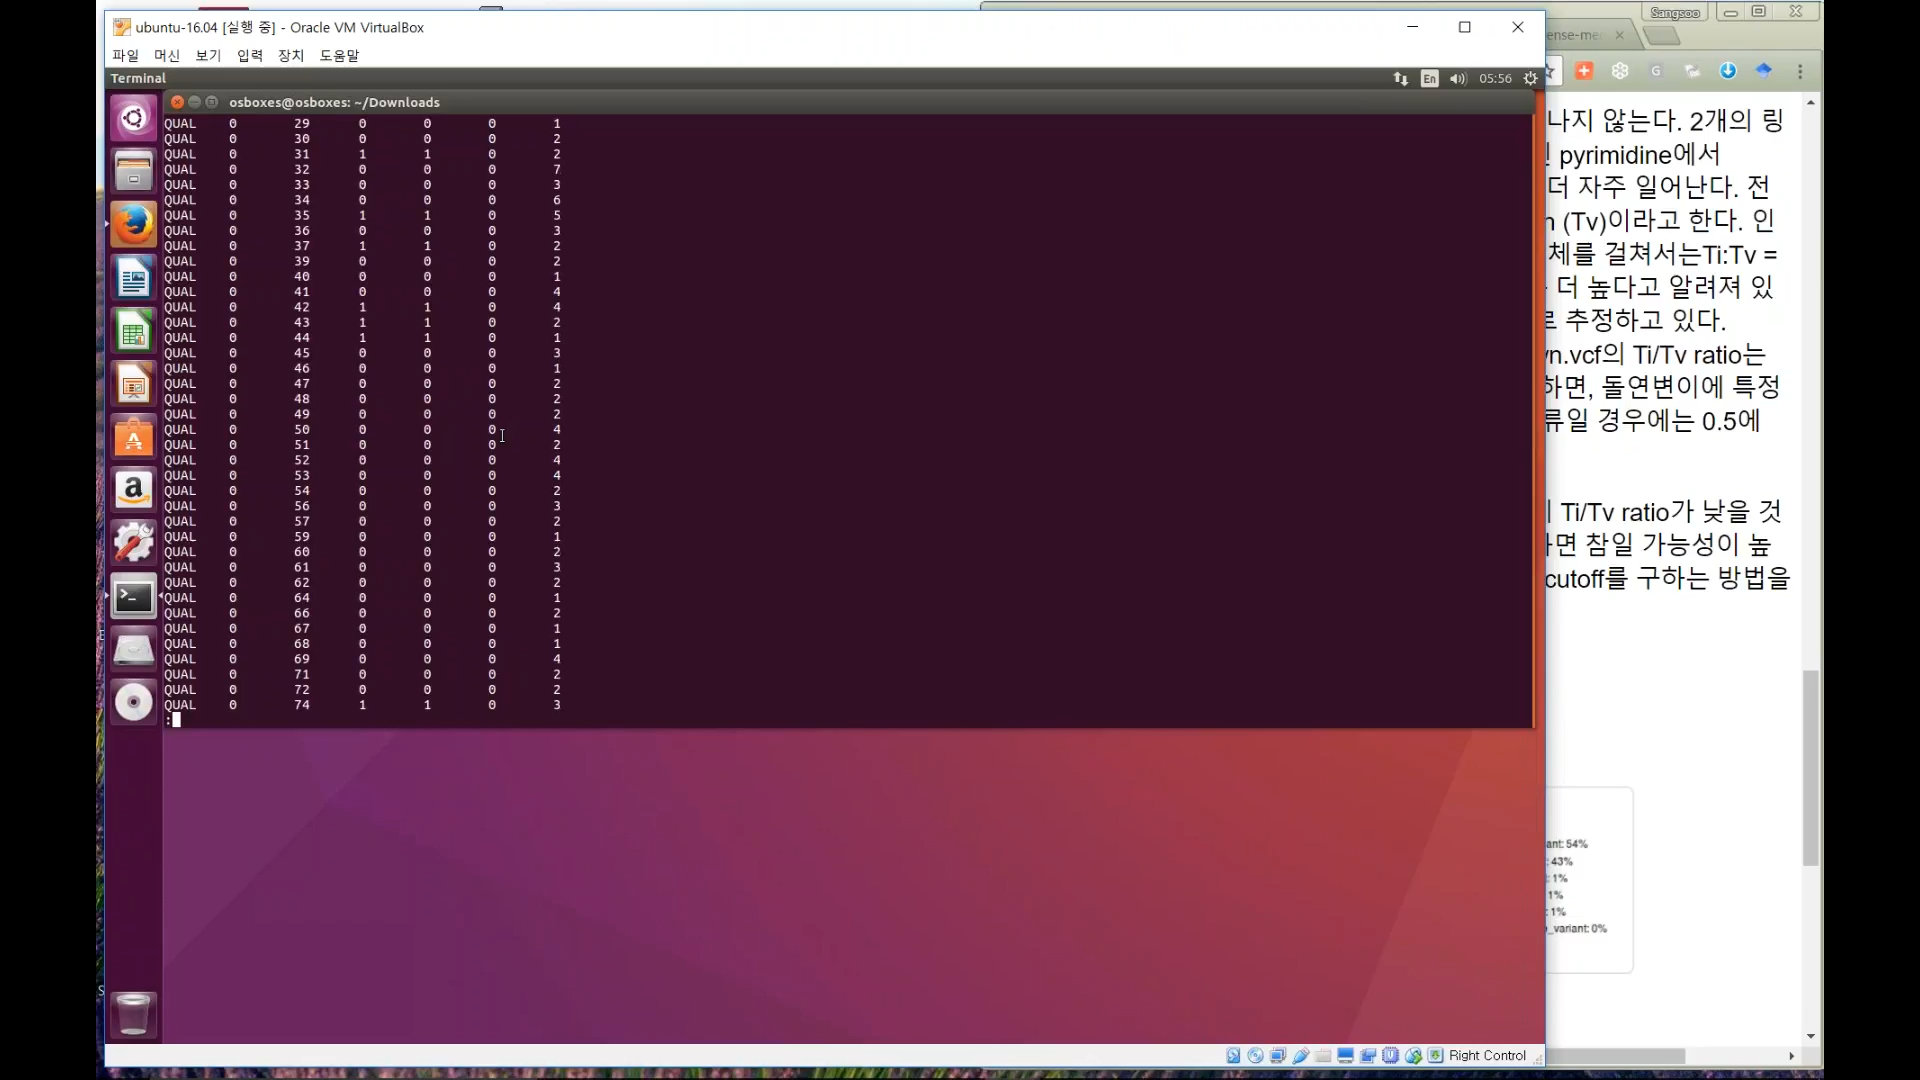 ubuntu-16.04 [실행 중] - Oracle VM VirtualBox
파일 머신 보기 입력 장치 도움말
Terminal En 05:56
osboxes@osboxes: ~/Downloads
QUAL 0 29 0 0 0 1
QUAL 0 30 0 0 0 2
QUAL 0 31 1 1 0 2
QUAL 0 32 0 0 0 7
QUAL 0 33 0 0 0 3
QUAL 0 34 0 0 0 6
QUAL 0 35 1 1 0 5
QUAL 0 36 0 0 0 3
QUAL 0 37 1 1 0 2
QUAL 0 39 0 0 0 2
QUAL 0 40 0 0 0 1
QUAL 0 41 0 0 0 4
QUAL 0 42 1 1 0 4
QUAL 0 43 1 1 0 2
QUAL 0 44 1 1 0 1
QUAL 0 45 0 0 0 3
QUAL 0 46 0 0 0 1
QUAL 0 47 0 0 0 2
QUAL 0 48 0 0 0 2
QUAL 0 49 0 0 0 2
QUAL 0 50 0 0 0 4
QUAL 0 51 0 0 0 2
QUAL 0 52 0 0 0 4
QUAL 0 53 0 0 0 4
QUAL 0 54 0 0 0 2
QUAL 0 56 0 0 0 3
QUAL 0 57 0 0 0 2
QUAL 0 59 0 0 0 1
QUAL 0 60 0 0 0 2
QUAL 0 61 0 0 0 3
QUAL 0 62 0 0 0 2
QUAL 0 64 0 0 0 1
QUAL 0 66 0 0 0 2
QUAL 0 67 0 0 0 1
QUAL 0 68 0 0 0 1
QUAL 0 69 0 0 0 4
QUAL 0 71 0 0 0 2
QUAL 0 72 0 0 0 2
QUAL 0 74 1 1 0 3
:
Right Control
Sangsoo
ense-me
나지 않는다. 2개의 링
pyrimidine에서
더 자주 일어난다. 전
(Tv)이라고 한다. 인
체를 걸쳐서는Ti:Tv =
더 높다고 알려져 있
추정하고 있다.
vn.vcf의 Ti/Tv ratio는
하면, 돌연변이에 특정
류일 경우에는 0.5에
Ti/Tv ratio가 낮을 것
면 참일 가능성이 높
cutoff를 구하는 방법을
ant: 54%
: 43%
: 1%
: 1%
: 1%
_variant: 0%